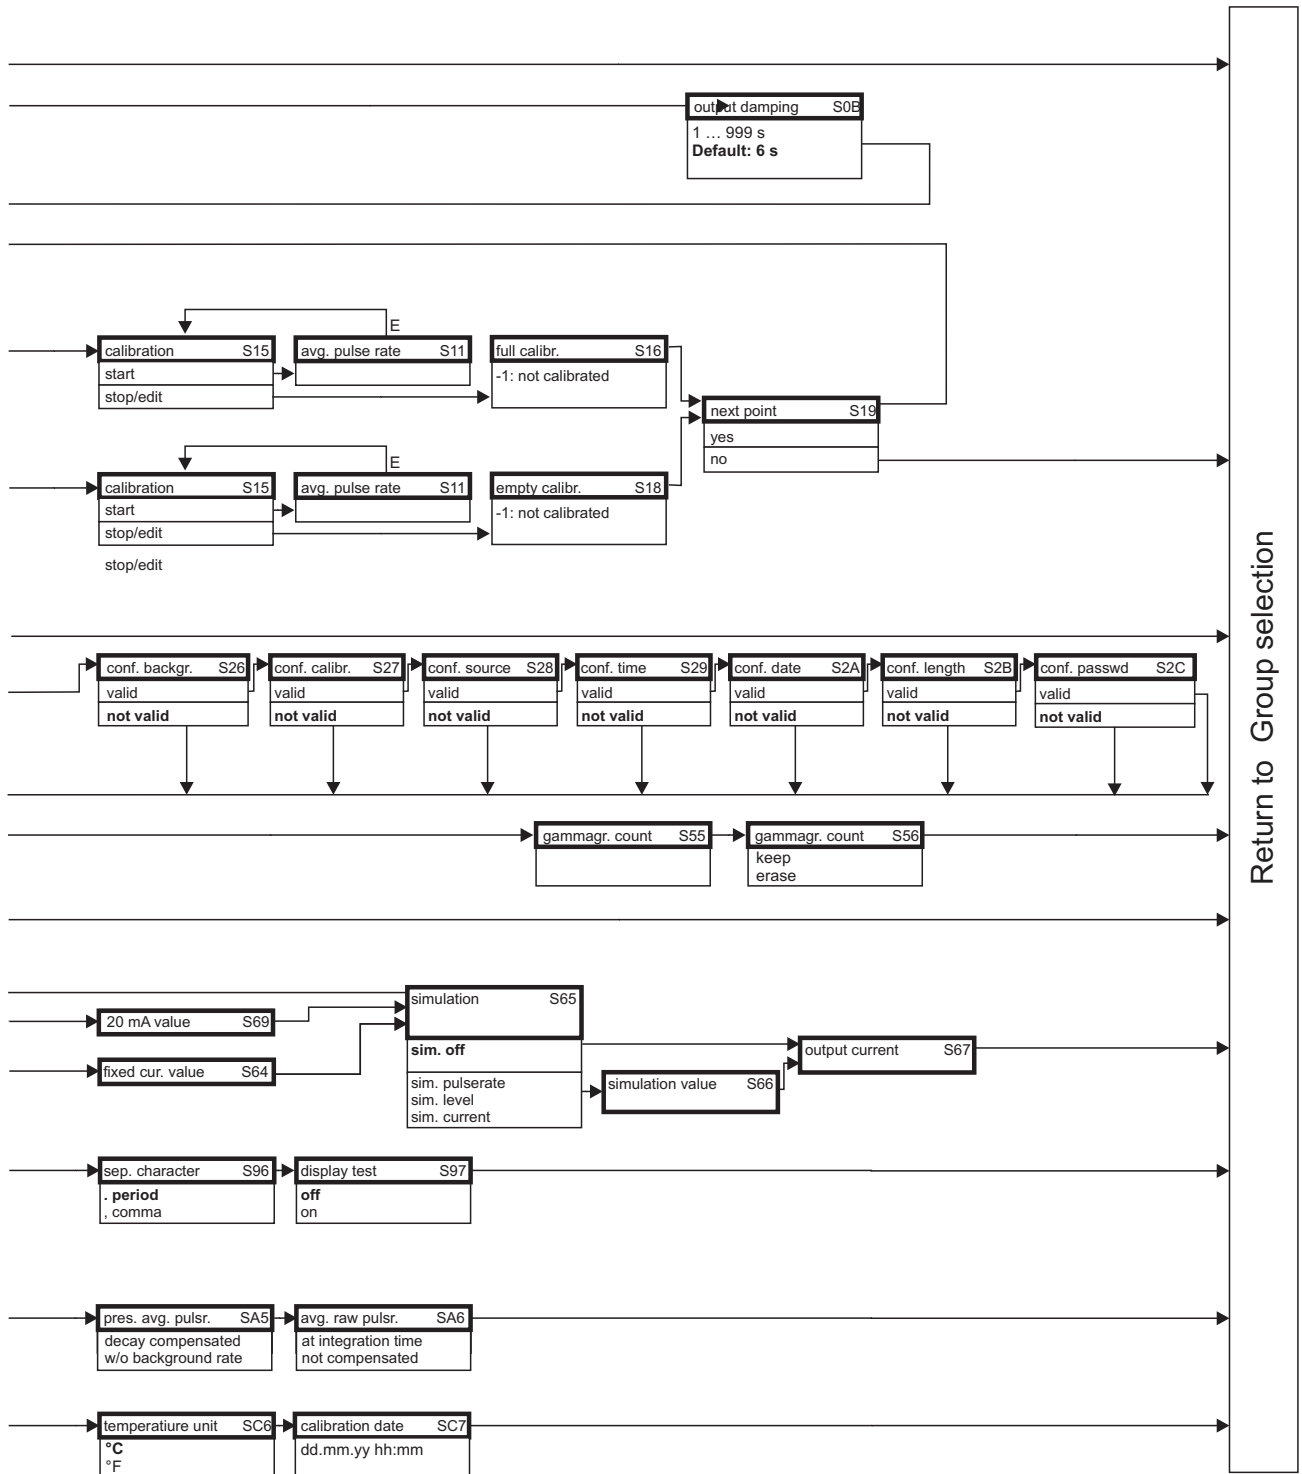 output damping S0B
1 … 999 s
Default: 6 s
E
calibration S15
avg. pulse rate S11
full calibr. S16
start
-1: not calibrated
stop/edit
next point S19
yes
no
E
calibration S15
avg. pulse rate S11
empty calibr. S18
start
-1: not calibrated
stop/edit
stop/edit
conf. backgr. S26
conf. calibr. S27
conf. source S28
conf. time S29
conf. date S2A
conf. length S2B
conf. passwd S2C
valid
valid
valid
valid
valid
valid
valid
not valid
not valid
not valid
not valid
not valid
not valid
not valid
gammagr. count S55
gammagr. count S56
keep
erase
simulation S65
20 mA value S69
sim. off
output current S67
fixed cur. value S64
sim. pulserate
sim. level
sim. current
simulation value S66
sep. character S96
display test S97
. period
, comma
off
on
pres. avg. pulsr. SA5
avg. raw pulsr. SA6
decay compensated
w/o background rate
at integration time
not compensated
temperatiure unit SC6
calibration date SC7
°C
°F
dd.mm.yy hh:mm
Return to Group selection